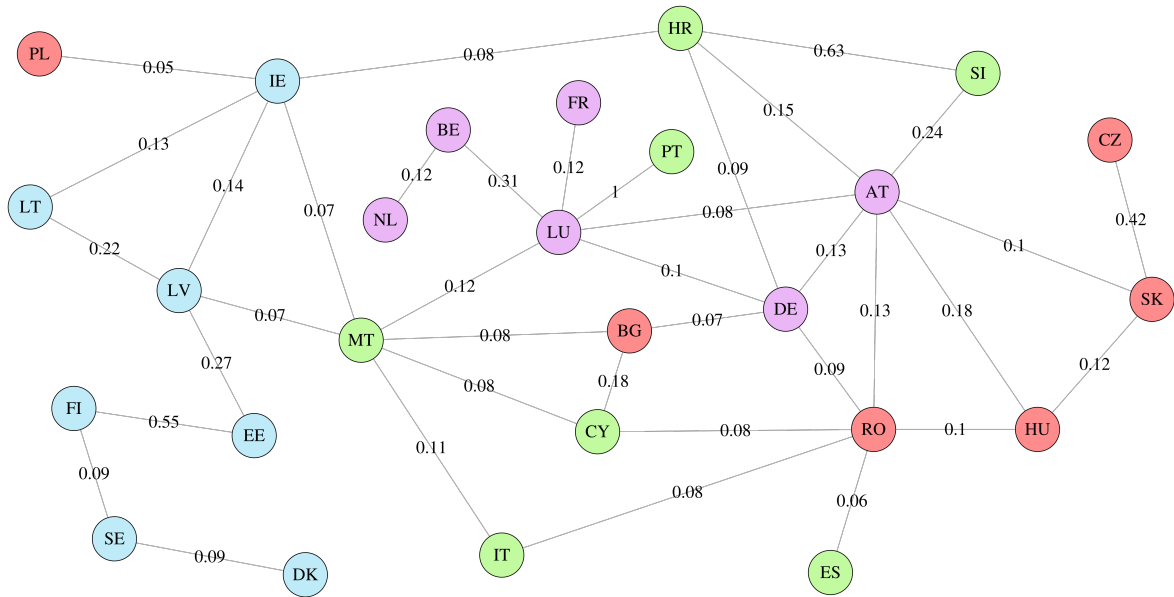 HR
PL
0.05
0.08
0.63
IE
SI
FR
0.15
BE
0.24
CZ
0.13
PT
0.12
0.12
0.09
0.31
0.14
1
AT
LT
0.07
NL
0.08
0.42
LU
0.22
0.13
0.1
0.1
LV
0.12
SK
0.07
DE
0.13
0.18
BG
0.07
MT
0.08
0.27
0.09
0.12
0.18
0.08
FI
0.55
EE
CY
0.08
RO
0.1
HU
0.11
0.09
0.08
0.06
SE
0.09
IT
DK
ES